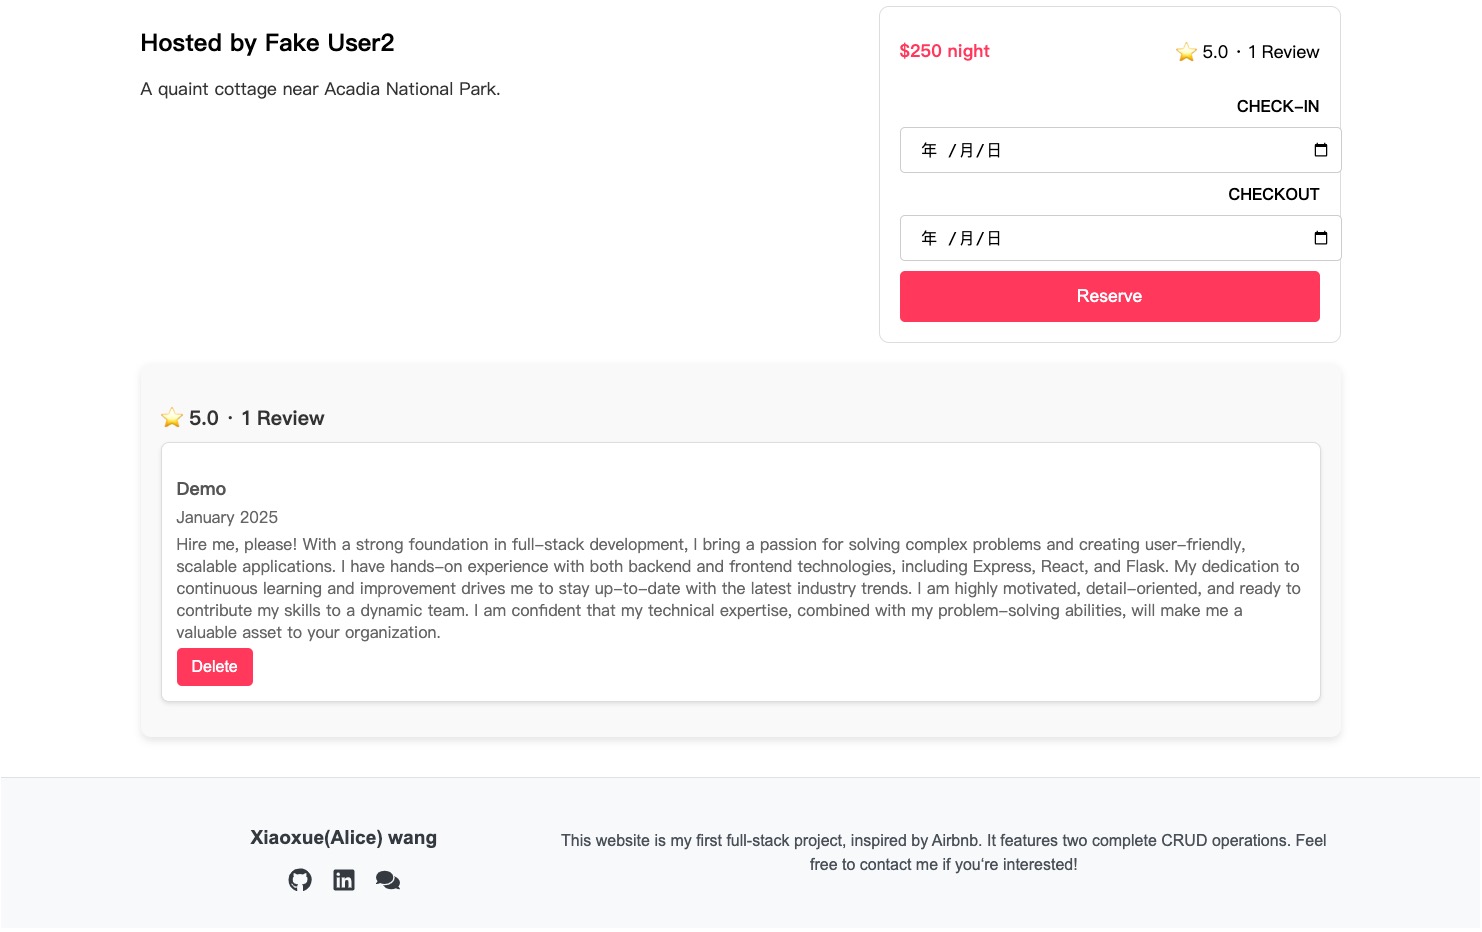 Hosted by Fake User2
A quaint cottage near Acadia National Park.
$250 night
5.0 · 1 Review
CHECK-IN
年 /月/日
CHECKOUT
年 /月/日
Reserve
5.0 · 1 Review
Demo
January 2025
Hire me, please! With a strong foundation in full-stack development, I bring a passion for solving complex problems and creating user-friendly,
scalable applications. I have hands-on experience with both backend and frontend technologies, including Express, React, and Flask. My dedication to
continuous learning and improvement drives me to stay up-to-date with the latest industry trends. I am highly motivated, detail-oriented, and ready to
contribute my skills to a dynamic team. I am confident that my technical expertise, combined with my problem-solving abilities, will make me a
valuable asset to your organization.
Delete
Xiaoxue(Alice) wang
This website is my first full-stack project, inspired by Airbnb. It features two complete CRUD operations. Feel
free to contact me if you‘re interested!